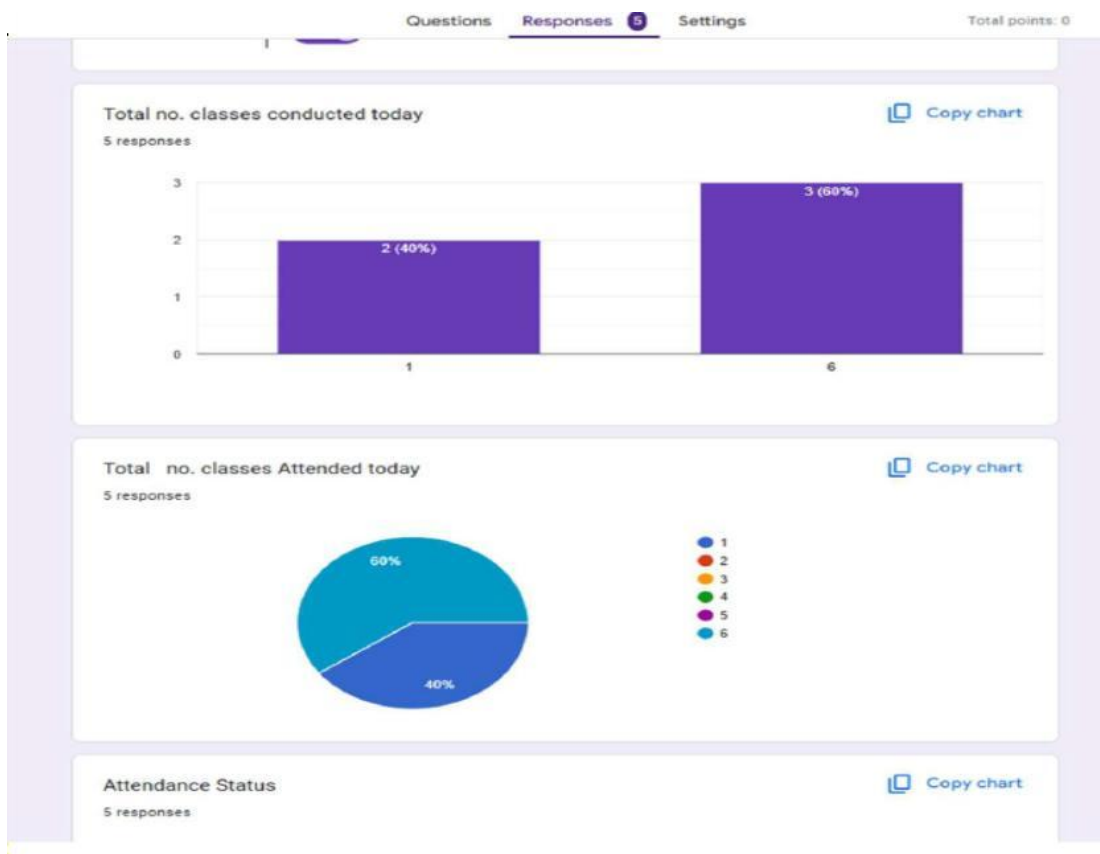 Questions Responses 5 Settings Total points: 0
Total no. classes conducted today Copy chart
5 responses
3
3 (60%)
2
2 (40%)
1
0
1 6
Total no. classes Attended today Copy chart
5 responses
1
60%
2
3
4
5
6
40%
Attendance Status Copy chart
5 responses